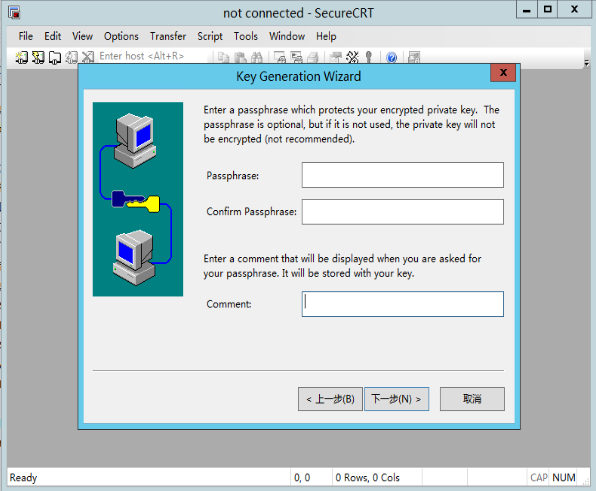 not connected - SecureCRT
File Edit View Options Transfer Script Tools Window Help
Enter host <Alt+R>
Key Generation Wizard
Enter a passphrase which protects your encrypted private key. The
passphrase is optional, but if it is not used, the private key will not
be encrypted (not recommended).
Passphrase:
Confirm Passphrase:
Enter a comment that will be displayed when you are asked for
your passphrase. It will be stored with your key.
Comment:
< 上一步(B) 下一步(N) > 取消
Ready 0, 0 0 Rows, 0 Cols CAP NUM